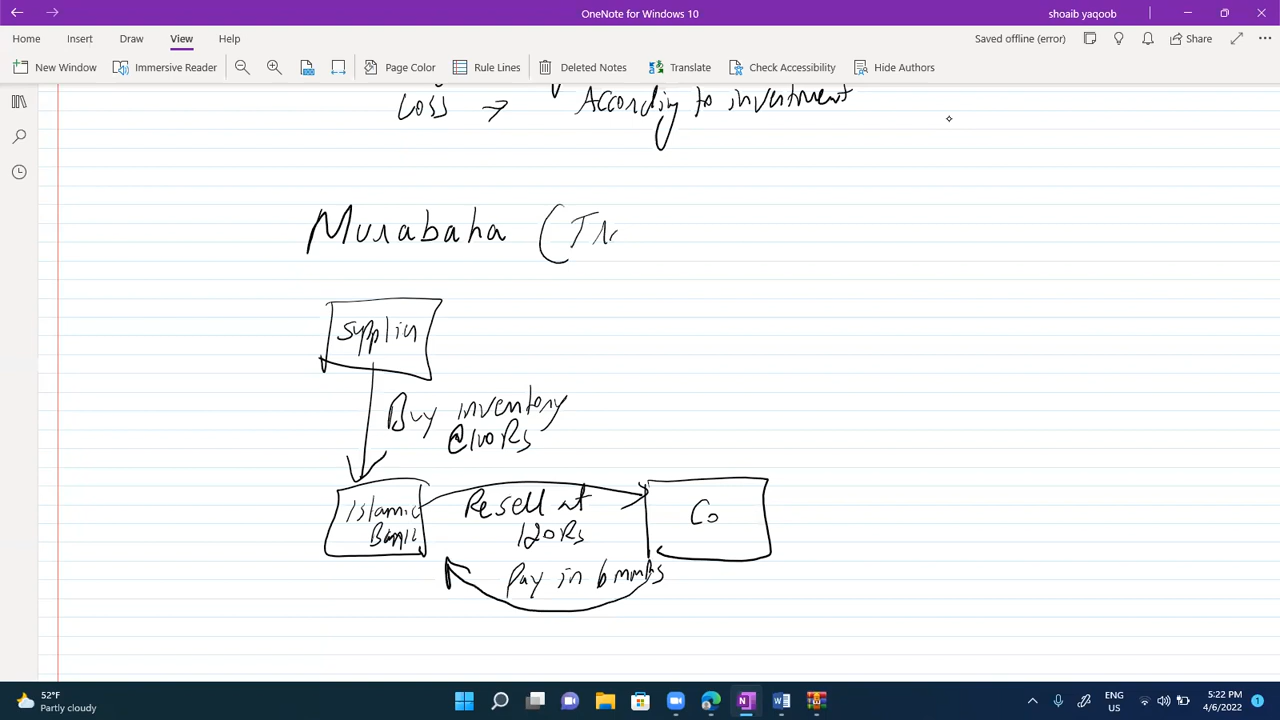 OneNote for Windows 10
shoaib yaqoob
Home Insert Draw View Help
Saved offline (error)
Share
New Window
Immersive Reader
Page Color
Rule Lines
Deleted Notes
Translate
Check Accessibility
Hide Authors
Loss → According to investment
Murabaha (
Buy inventory
@100Rs
Islamic
Resell at
120Rs
Co
Pay in 6
52°F
Partly cloudy
ENG
US
5:22 PM
4/6/2022